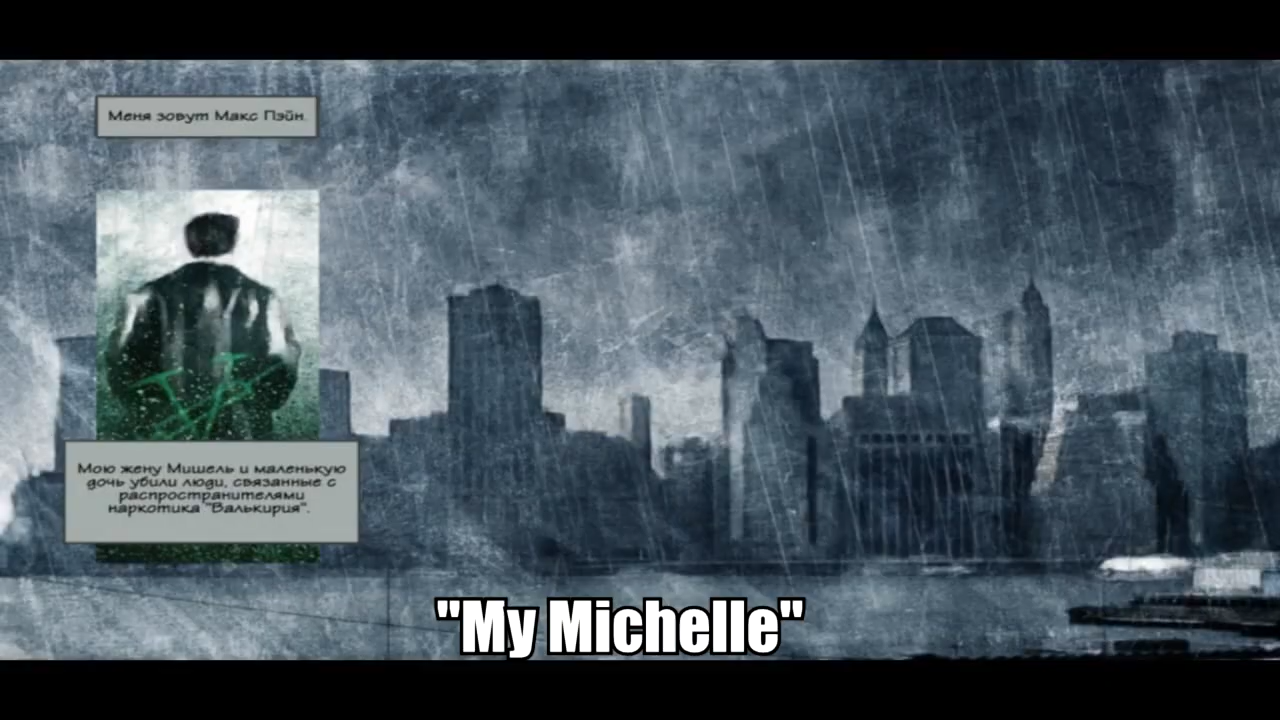 Меня зовут Макс Пэйн.
Мою жену Мишель и маленькую
дочь убили люди, связанные с
распространителями
наркотика "Валькирия".
"My Michelle"